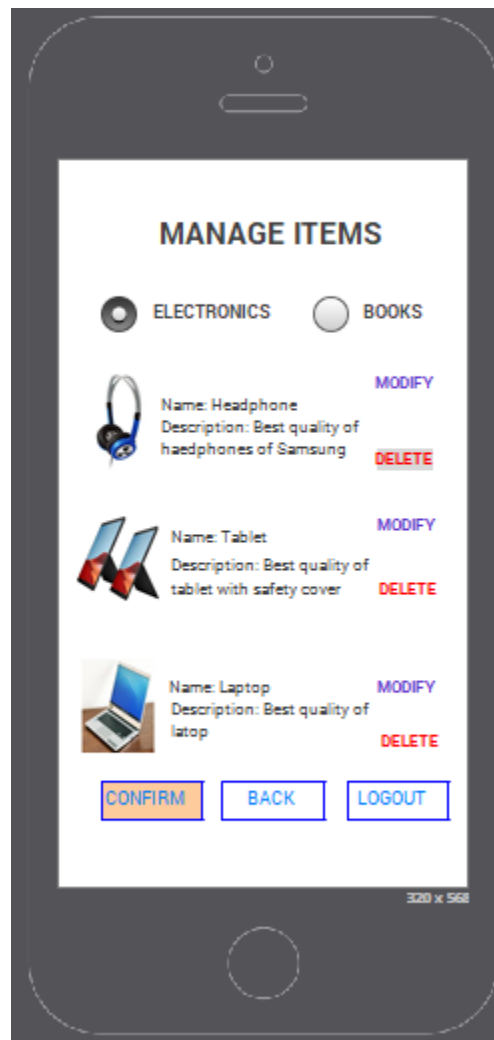 MANAGE ITEMS
ELECTRONICS
BOOKS
MODIFY
Name: Headphone
Description: Best quality of
haedphones of Samsung
DELETE
MODIFY
Name: Tablet
Description: Best quality of
tablet with safety cover
DELETE
Name: Laptop
MODIFY
Description: Best quality of
latop
DELETE
CONFIRM
BACK
LOGOUT
320 x 568